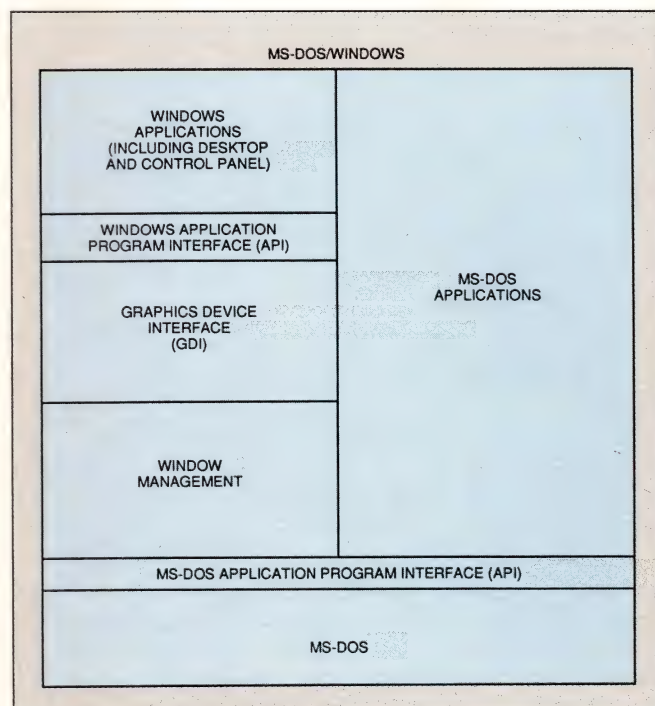 MS-DOS/WINDOWS
WINDOWS
APPLICATIONS
(INCLUDING DESKTOP
AND CONTROL PANEL)
WINDOWS APPLICATION
PROGRAM INTERFACE (API)
GRAPHICS DEVICE
INTERFACE
(GDI)
WINDOW
MANAGEMENT
MS-DOS
APPLICATIONS
MS-DOS APPLICATION PROGRAM INTERFACE (API)
MS-DOS